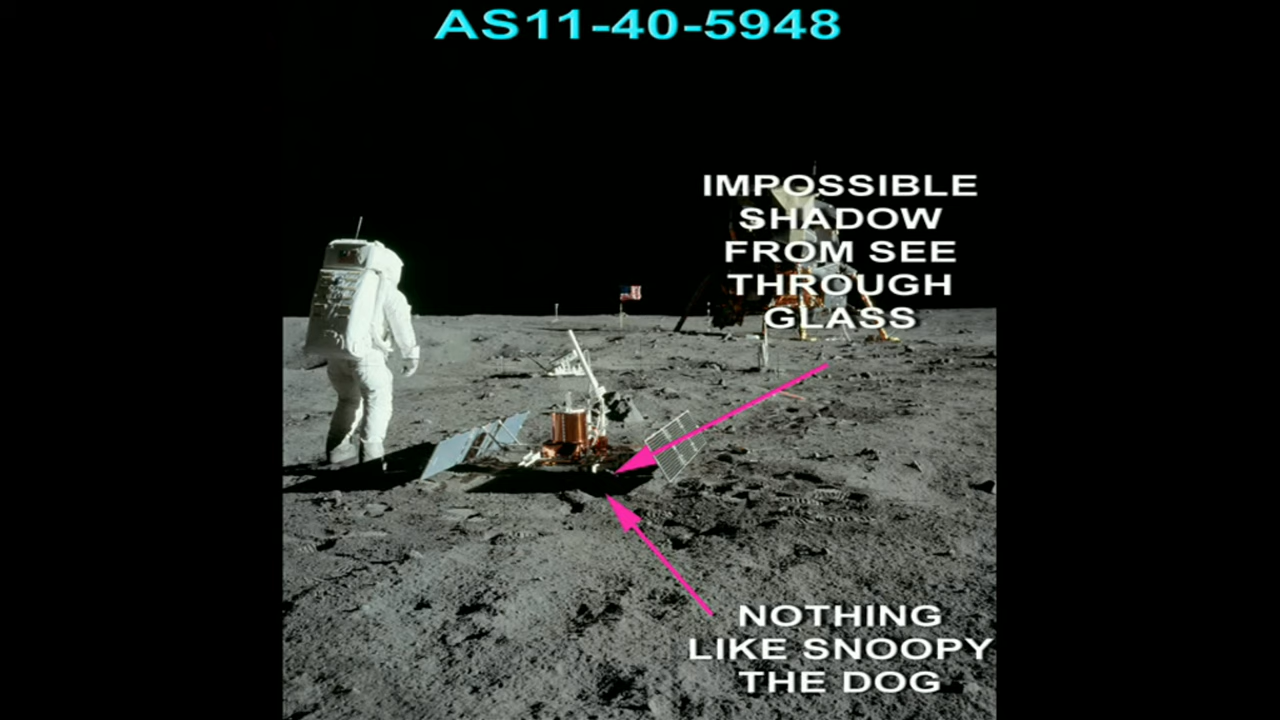 AS11-40-5948
IMPOSSIBLE
SHADOW
FROM SEE
THROUGH
GLASS
NOTHING
LIKE SNOOPY
THE DOG